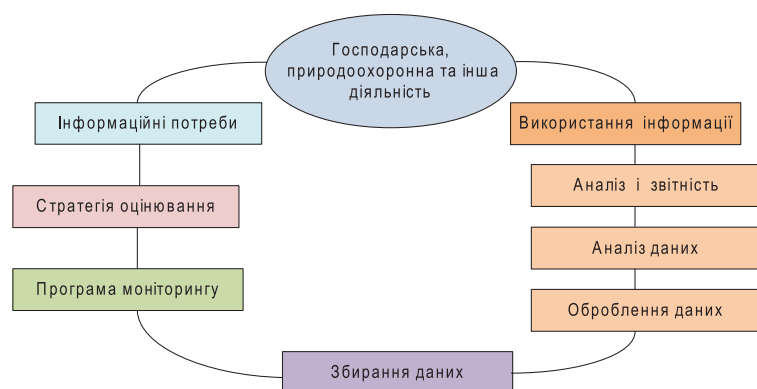 Господарська,
природоохоронна та інша
діяльність
Інформаційні потреби
Використання інформації
Стратегія оцінювання
Аналіз і звітність
Аналіз даних
Програма моніторингу
Оброблення даних
Збирання даних